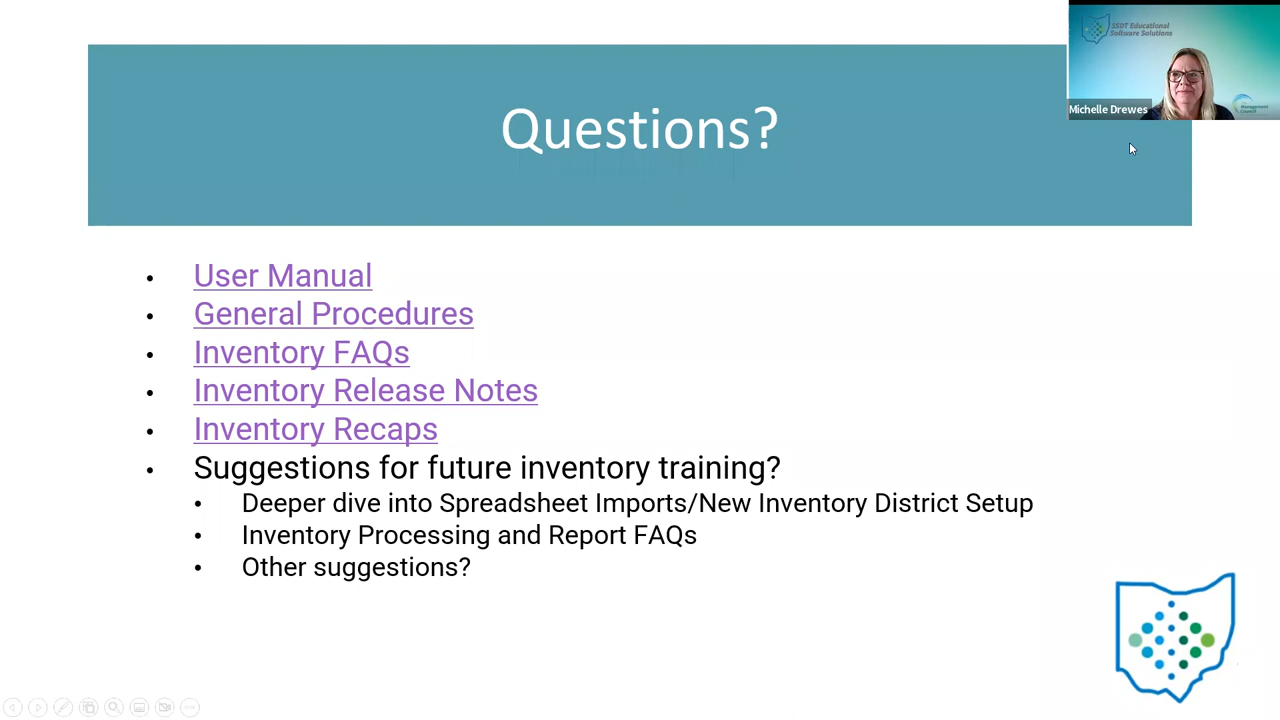 SSDT Educational
Software Solutions
Michelle Drewes
Management
Council
Questions?
• User Manual
• General Procedures
• Inventory FAQs
• Inventory Release Notes
• Inventory Recaps
• Suggestions for future inventory training?
• Deeper dive into Spreadsheet Imports/New Inventory District Setup
• Inventory Processing and Report FAQs
• Other suggestions?